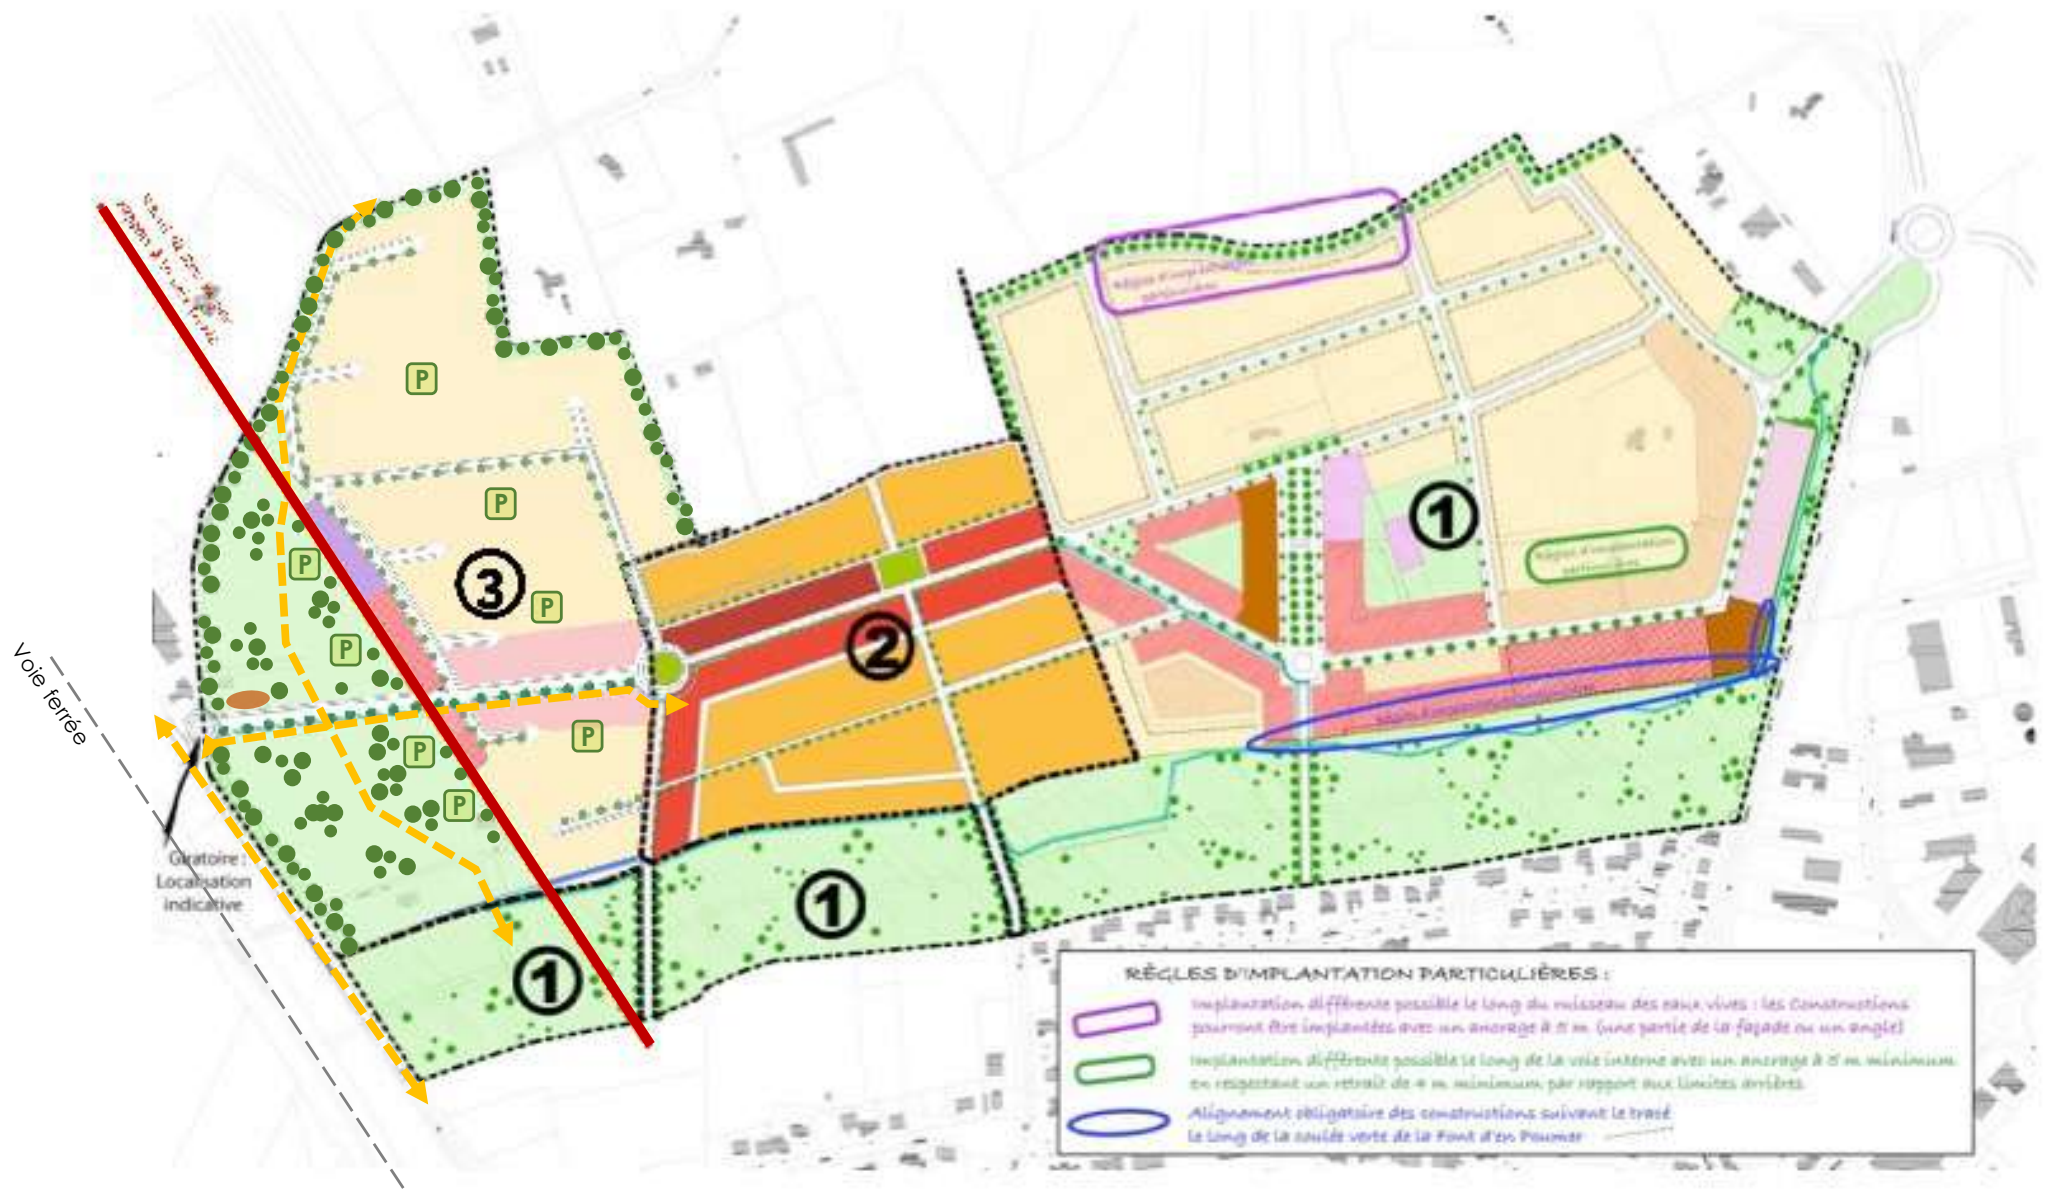 P
P
P
P
P
P
P
P
3
2
1
1
1
Règles d'implantation
particulières
Voie ferrée
Giratoire :
Localisation
indicative
RÈGLES D'IMPLANTATION PARTICULIÈRES :
Implantation différente possible le long du ruisseau des eaux vives : les Constructions
pourront être implantées avec un ancrage à 5 m (une partie de la façade ou un angle)
Implantation différente possible le long de la voie interne avec un ancrage à 5 m minimum
en respectant un retrait de 4 m minimum par rapport aux limites arrières
Alignement obligatoire des constructions suivant le tracé
le long de la coulée verte de la Font d'en Poumer